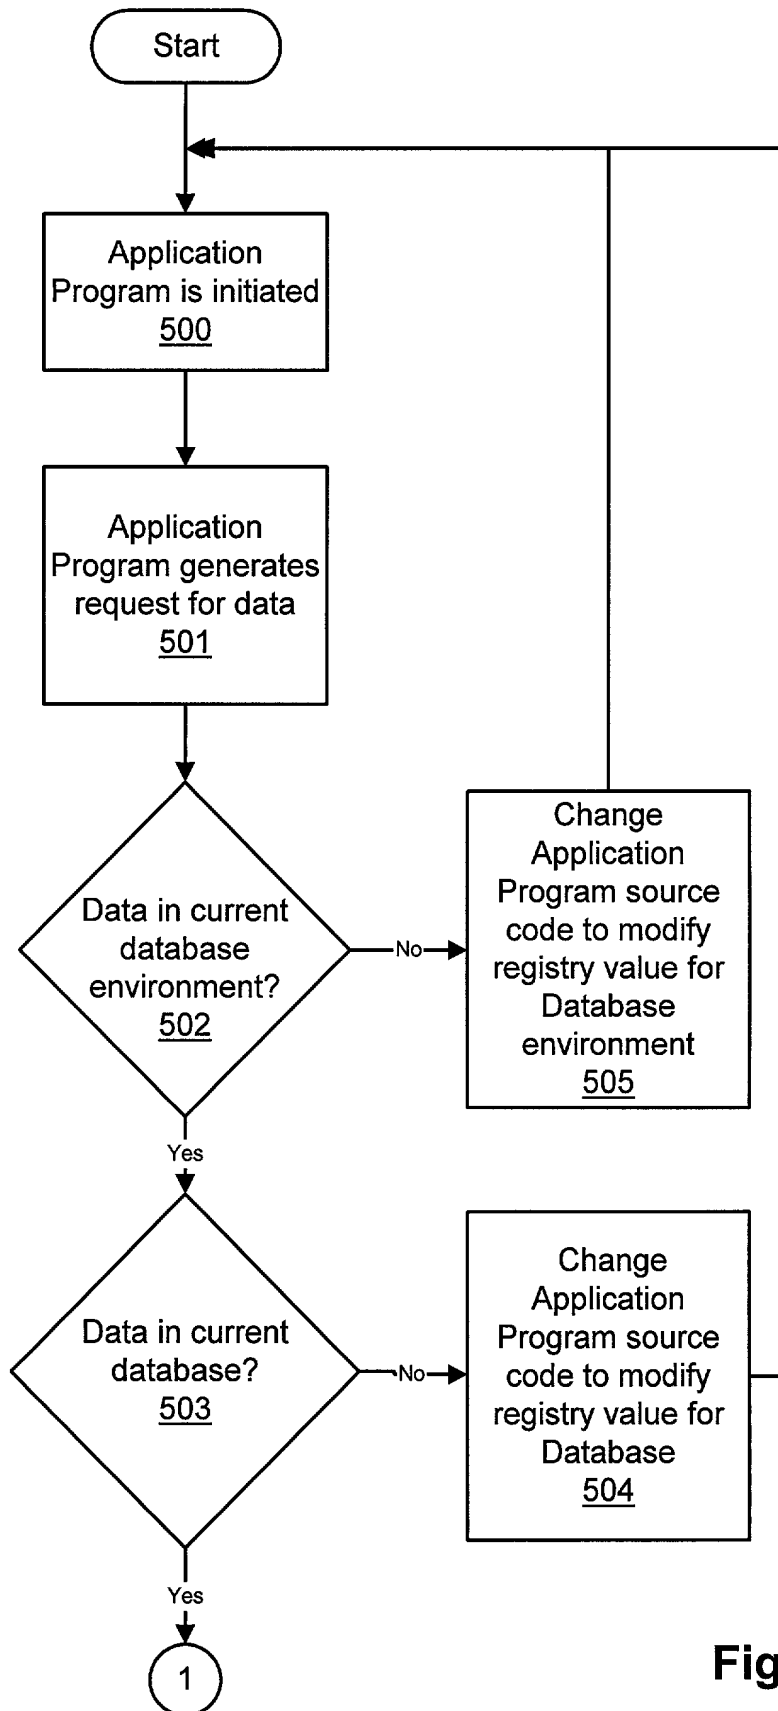 Start
Application
Program is initiated
500
Application
Program generates
request for data
501
Data in current
database
environment?
502
No
Change
Application
Program source
code to modify
registry value for
Database
environment
505
Yes
Data in current
database?
503
No
Change
Application
Program source
code to modify
registry value for
Database
504
Yes
1
Fig